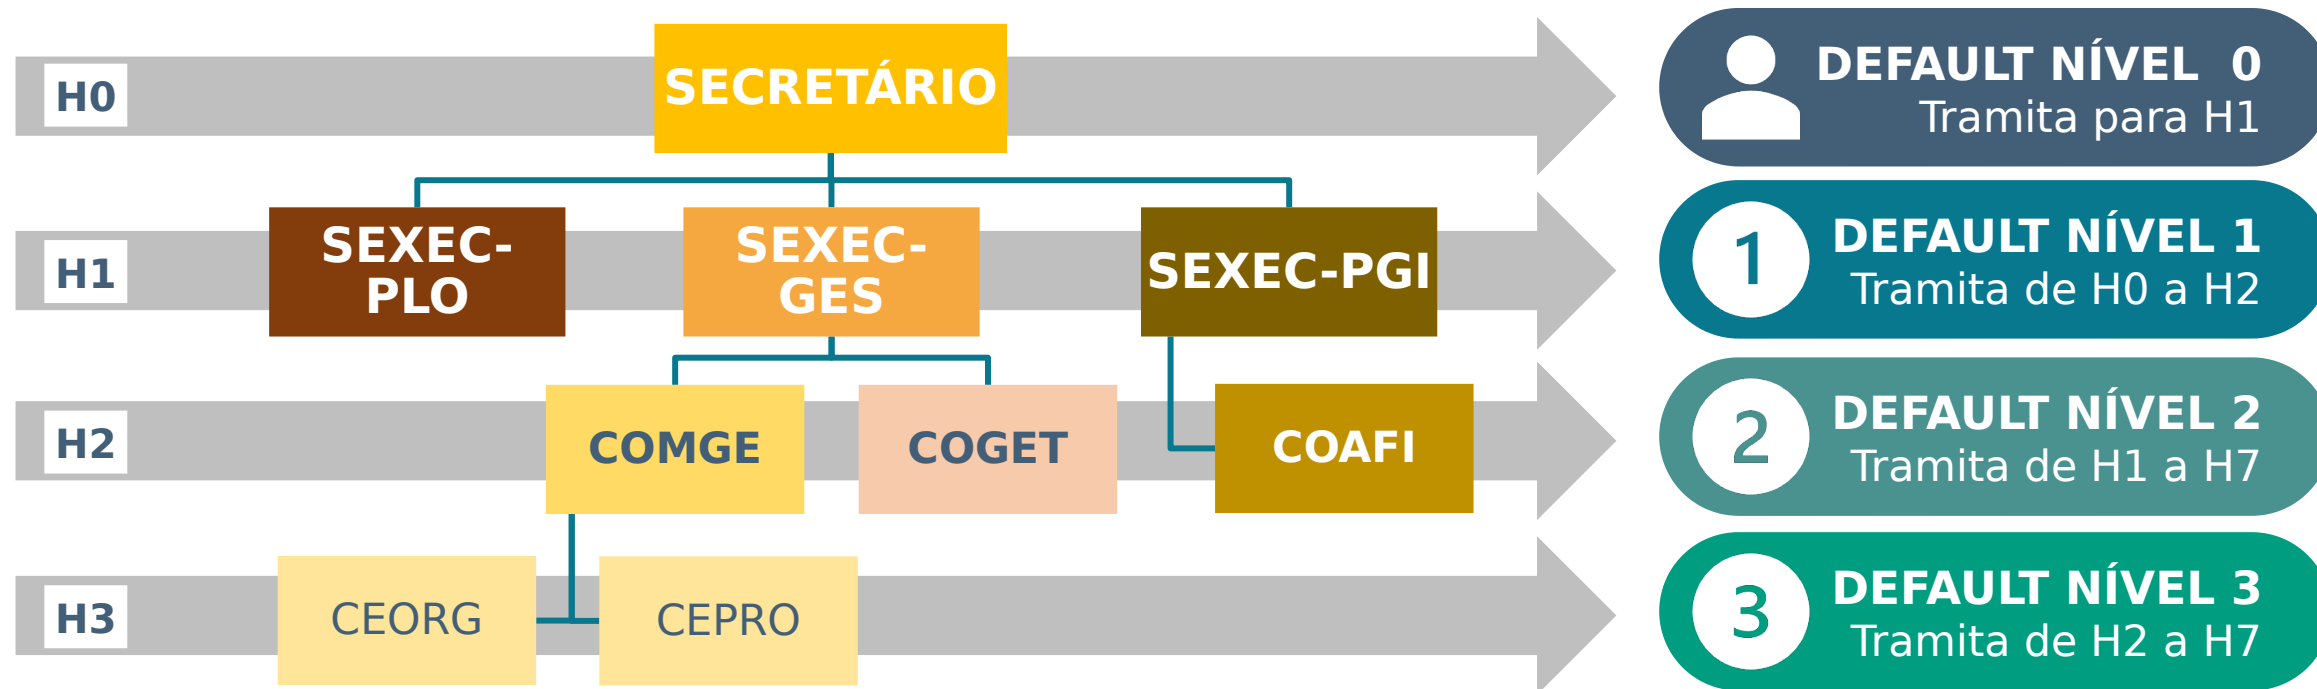 H0
SECRETÁRIO
DEFAULT NÍVEL 0
Tramita para H1
H1
SEXEC-
PLO
SEXEC-
GES
SEXEC-PGI
1
DEFAULT NÍVEL 1
Tramita de H0 a H2
H2
COMGE
COGET
COAFI
2
DEFAULT NÍVEL 2
Tramita de H1 a H7
H3
CEORG
CEPRO
3
DEFAULT NÍVEL 3
Tramita de H2 a H7